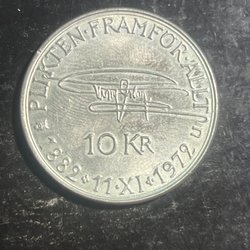 PLIKTEN·FRAMFÖR·ALLT
10 KR
1882·11·XI·1972
U